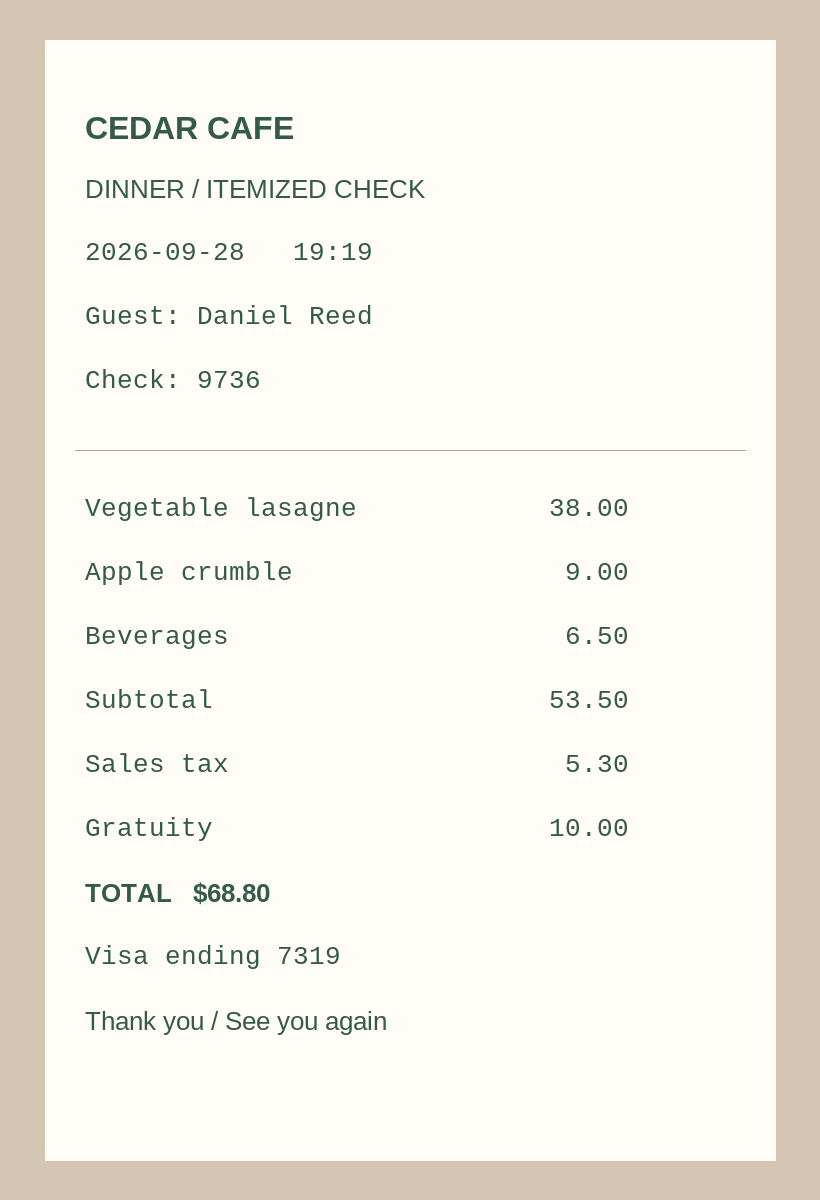 CEDAR CAFE
DINNER / ITEMIZED CHECK
2026-09-28   19:19
Guest: Daniel Reed
Check: 9736
Vegetable lasagne 38.00
Apple crumble 9.00
Beverages 6.50
Subtotal 53.50
Sales tax 5.30
Gratuity 10.00
TOTAL $68.80
Visa ending 7319
Thank you / See you again